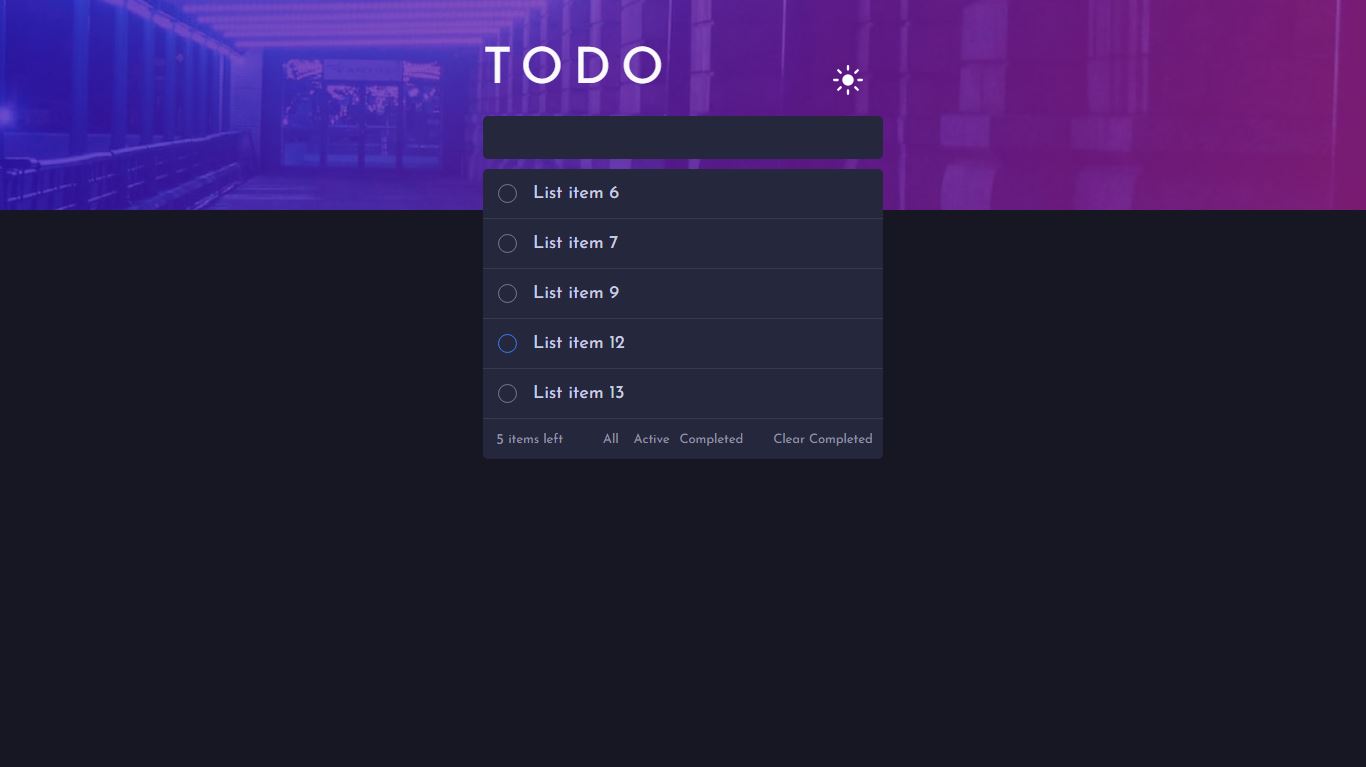 TODO
List item 6
List item 7
List item 9
List item 12
List item 13
5 items left All Active Completed Clear Completed